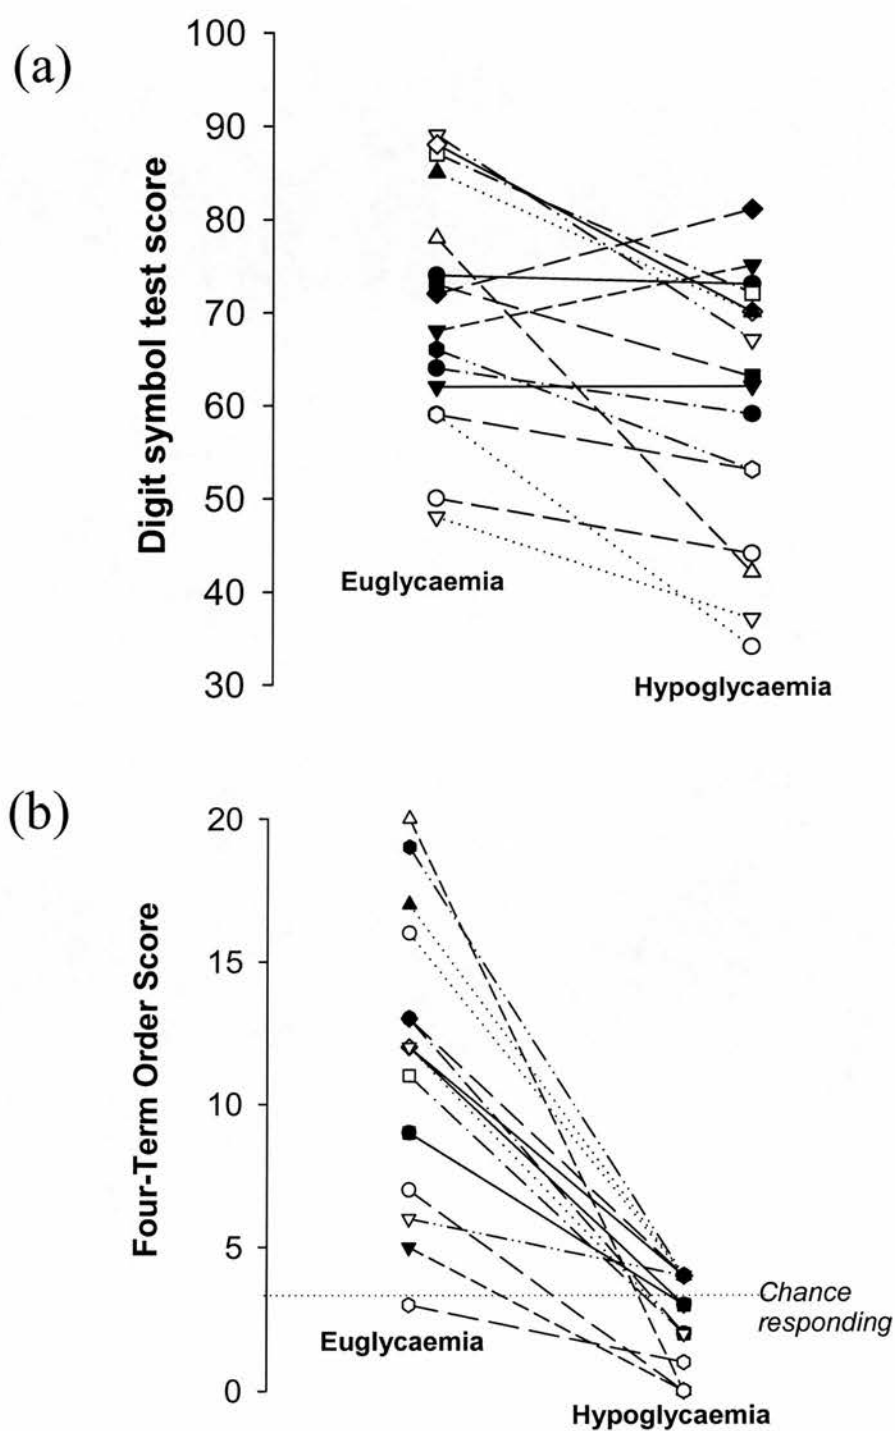 (a)
Digit symbol test score
100
90
80
70
60
50
40
30
Euglycaemia
Hypoglycaemia
(b)
Four-Term Order Score
20
15
10
5
0
Euglycaemia
Hypoglycaemia
Chance
responding